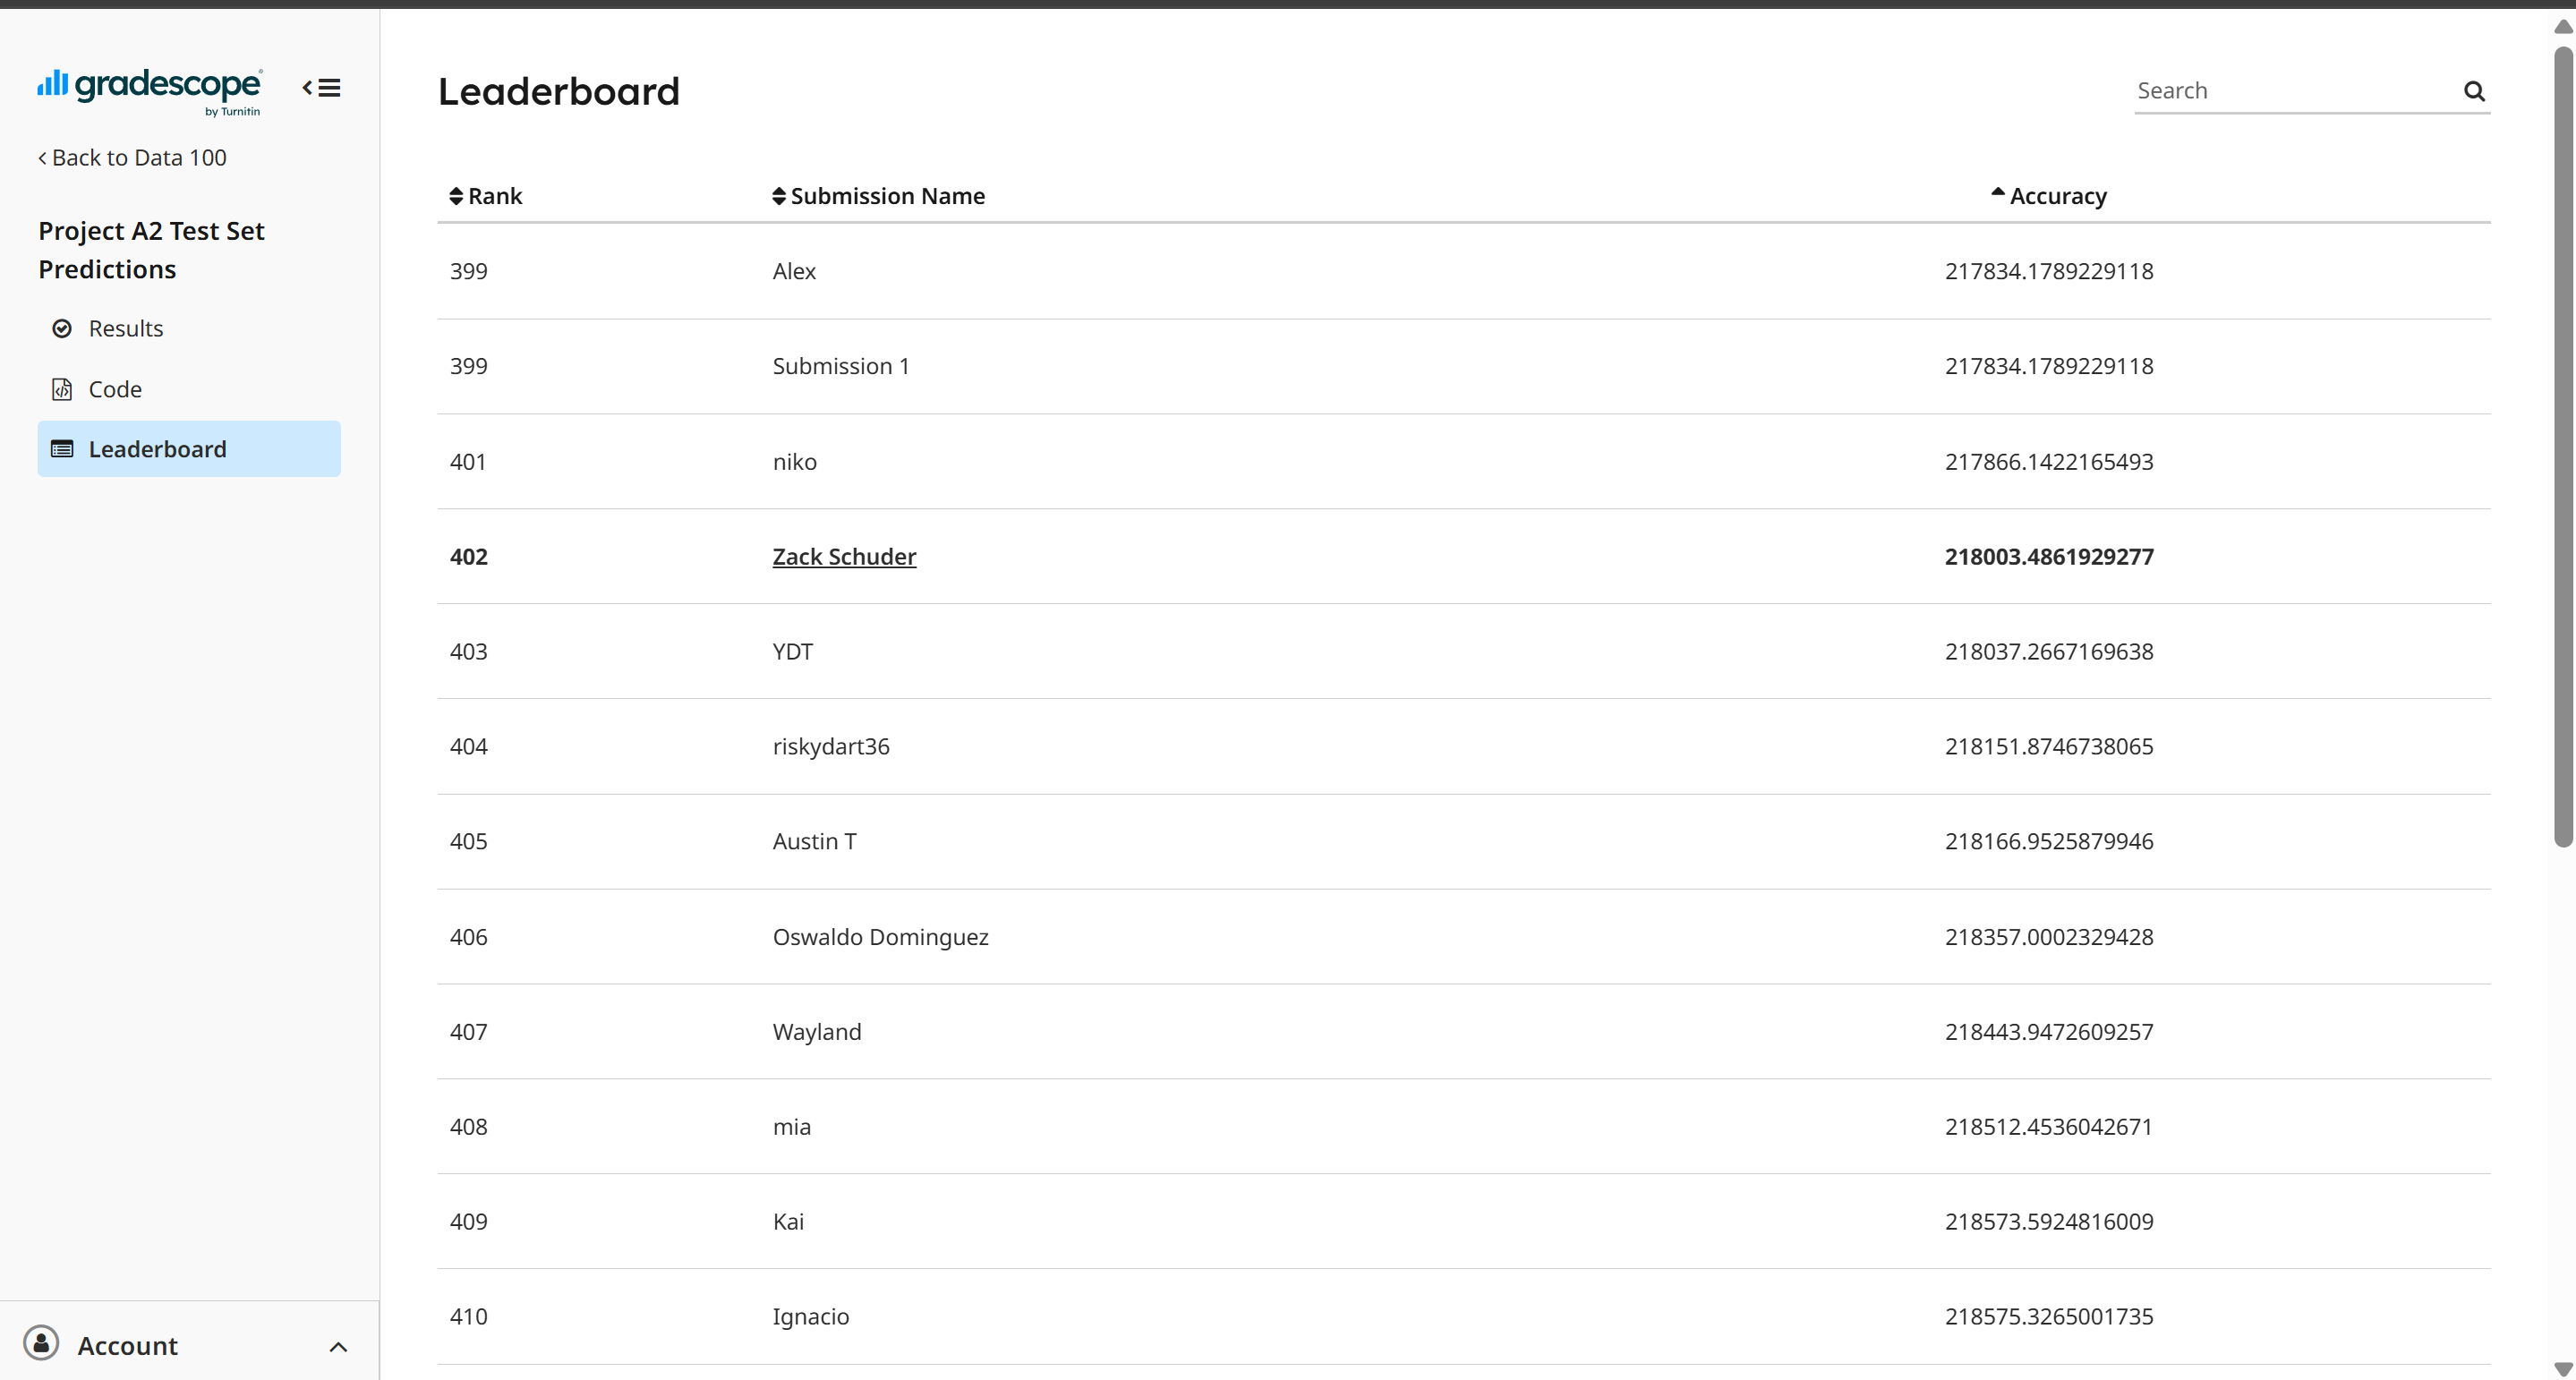 gradescope
by Turnitin
Back to Data 100
Project A2 Test Set
Predictions
Results
Code
Leaderboard
Account
Leaderboard
Search
Rank Submission Name Accuracy
399 Alex 217834.1789229118
399 Submission 1 217834.1789229118
401 niko 217866.1422165493
402 Zack Schuder 218003.4861929277
403 YDT 218037.2667169638
404 riskydart36 218151.8746738065
405 Austin T 218166.9525879946
406 Oswaldo Dominguez 218357.0002329428
407 Wayland 218443.9472609257
408 mia 218512.4536042671
409 Kai 218573.5924816009
410 Ignacio 218575.3265001735